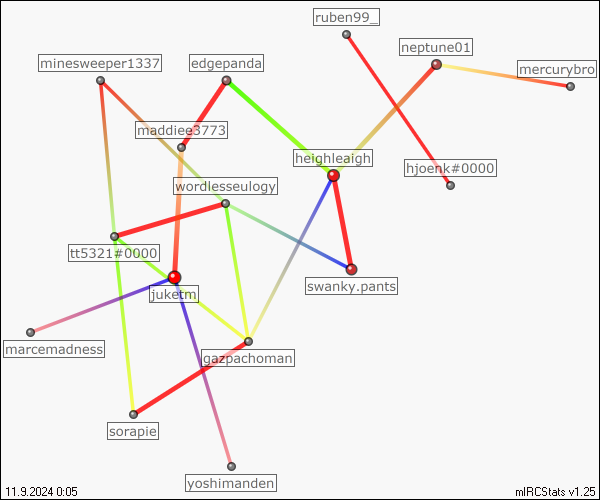 ruben99_
neptune01
minesweeper1337
edgepanda
mercurybro
maddiee3773
heighleaigh
hjoenk#0000
wordlesseulogy
tt5321#0000
swanky.pants
juketm
marcemadness
gazpachoman
sorapie
yoshimanden
11.9.2024 0:05
mIRCStats v1.25